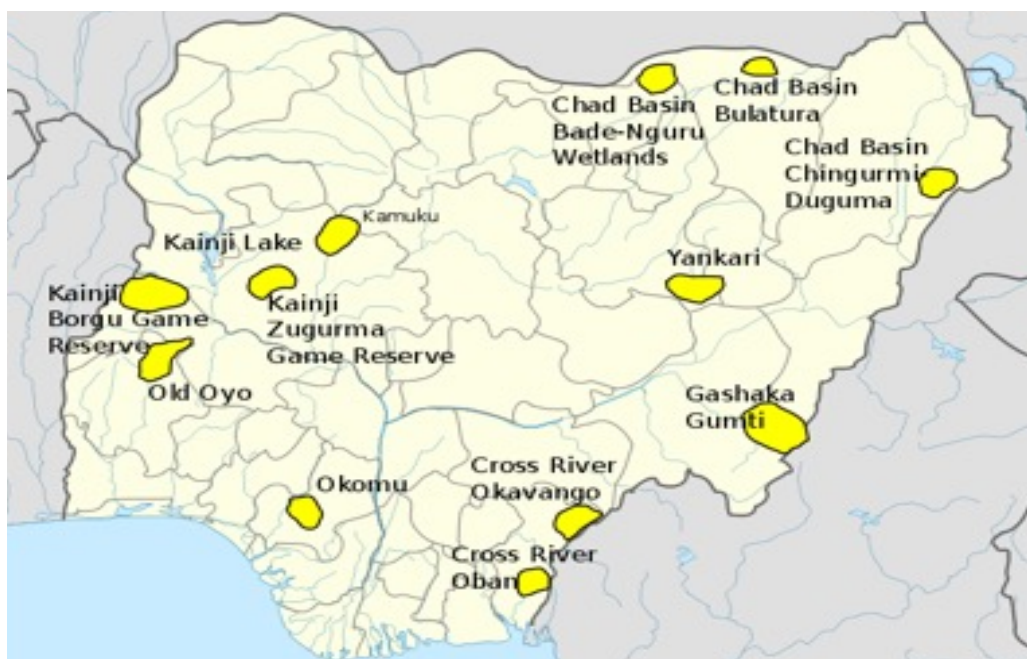 Chad Basin
Bade-Nguru
Wetlands
Chad Basin
Bulatura
Chad Basin
Chingurmi-
Duguma
Kamuku
Kainji Lake
Yankari
Kainji
Borgu Game
Reserve
Kainji
Zugurma
Game Reserve
Old Oyo
Gashaka
Gumti
Cross River
Okavango
Okomu
Cross River
Oban